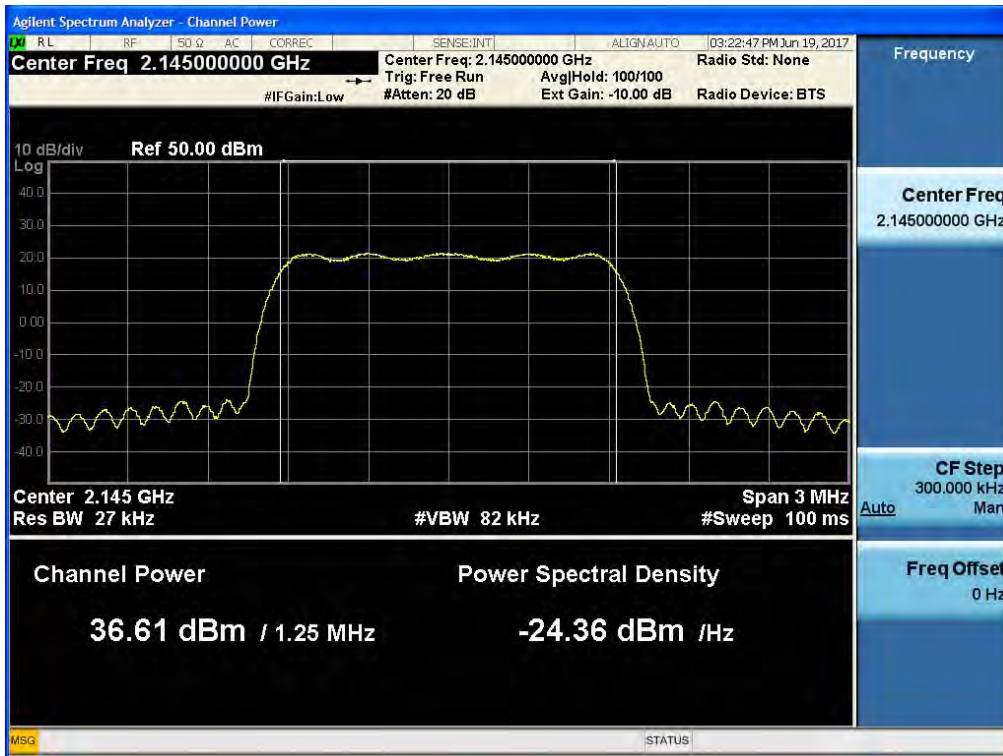 Agilent Spectrum Analyzer - Channel Power
LXI RL RF 50 Ω AC CORREC SENSE:INT ALIGNAUTO 03:22:47 PM Jun 19, 2017
Center Freq 2.145000000 GHz
#IFGain:Low
Center Freq: 2.145000000 GHz
Trig: Free Run
#Atten: 20 dB
Avg|Hold: 100/100
Ext Gain: -10.00 dB
Radio Std: None
Radio Device: BTS
10 dB/div Ref 50.00 dBm
Log
40.0
30.0
20.0
10.0
0.00
-10.0
-20.0
-30.0
-40.0
Center 2.145 GHz Span 3 MHz
Res BW 27 kHz #VBW 82 kHz #Sweep 100 ms
Channel Power Power Spectral Density
36.61 dBm / 1.25 MHz -24.36 dBm /Hz
MSG STATUS
Frequency
Center Freq
2.145000000 GHz
CF Step
300.000 kHz
Auto Man
Freq Offset
0 Hz